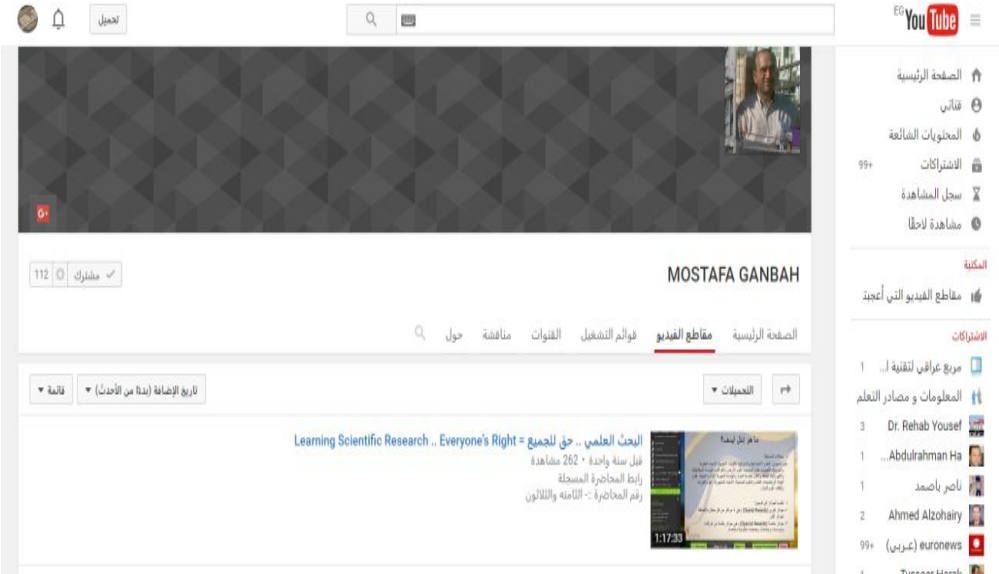 EG You Tube
تحميل
الصفحة الرئيسية
قناتي
المحتويات الشائعة
الاشتراكات 99+
سجل المشاهدة
مشاهدة لاحقًا
المكتبة
مقاطع الفيديو التي أعجبتـ
الاشتراكات
مربع عراقي لتقنية ا... 1
المعلومات و مصادر التعلم
Dr. Rehab Yousef 3
Abdulrahman Ha... 1
ناصر باصمد 1
Ahmed Alzohairy 2
euronews (عربي) 99+
G+
MOSTAFA GANBAH
مشترك 112
الصفحة الرئيسية مقاطع الفيديو قوائم التشغيل القنوات مناقشة حول
التحميلات
تاريخ الإضافة (بدءًا من الأحدث) قائمة
البحث العلمي .. حق للجميع = Learning Scientific Research .. Everyone's Right
قبل سنة واحدة • 262 مشاهدة
رابط المحاضرة المسجلة
رقم المحاضرة :- الثامنه والثلاثون
1:17:33